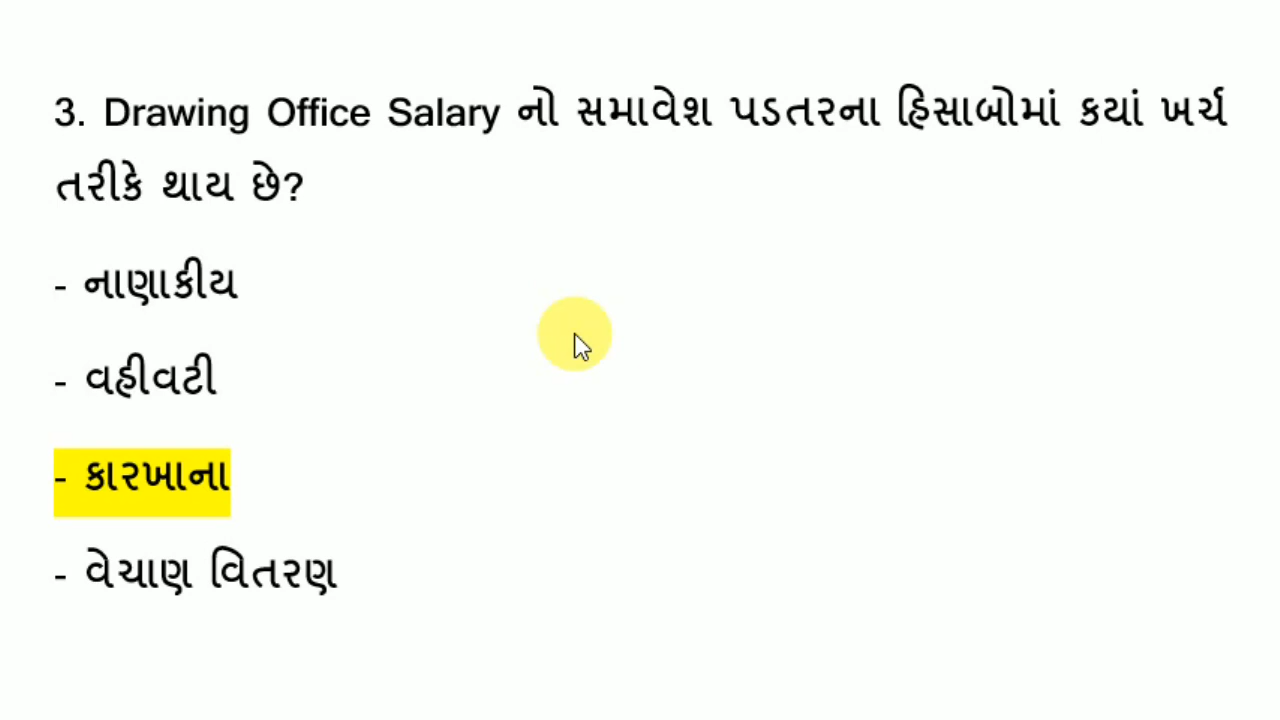 3. Drawing Office Salary નો સમાવેશ પડતરના હિસાબોમાં કયાં ખર્ચ
તરીકે થાય છે?
- નાણાકીય
- વહીવટી
- કારખાના
- વેચાણ વિતરણ